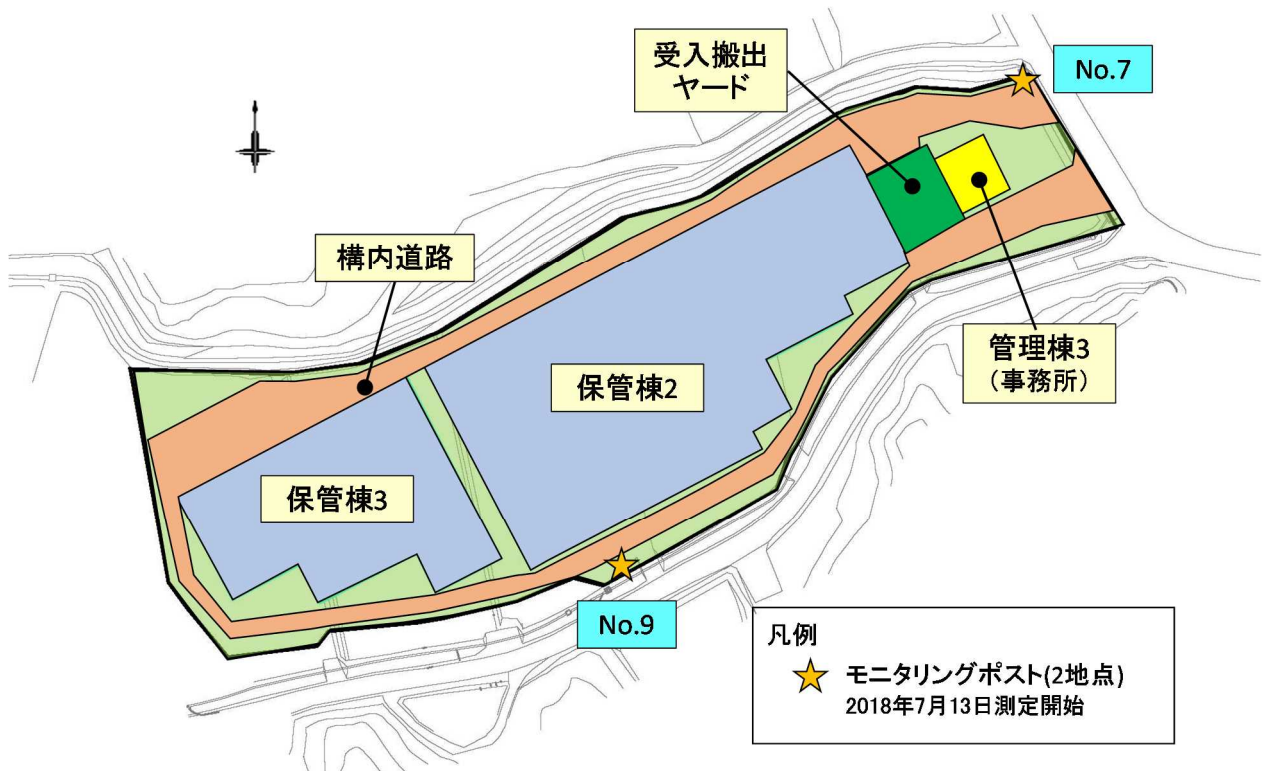 受入搬出
ヤード
No.7
構内道路
管理棟3
（事務所）
保管棟2
保管棟3
No.9
凡例
モニタリングポスト(2地点)
2018年7月13日測定開始